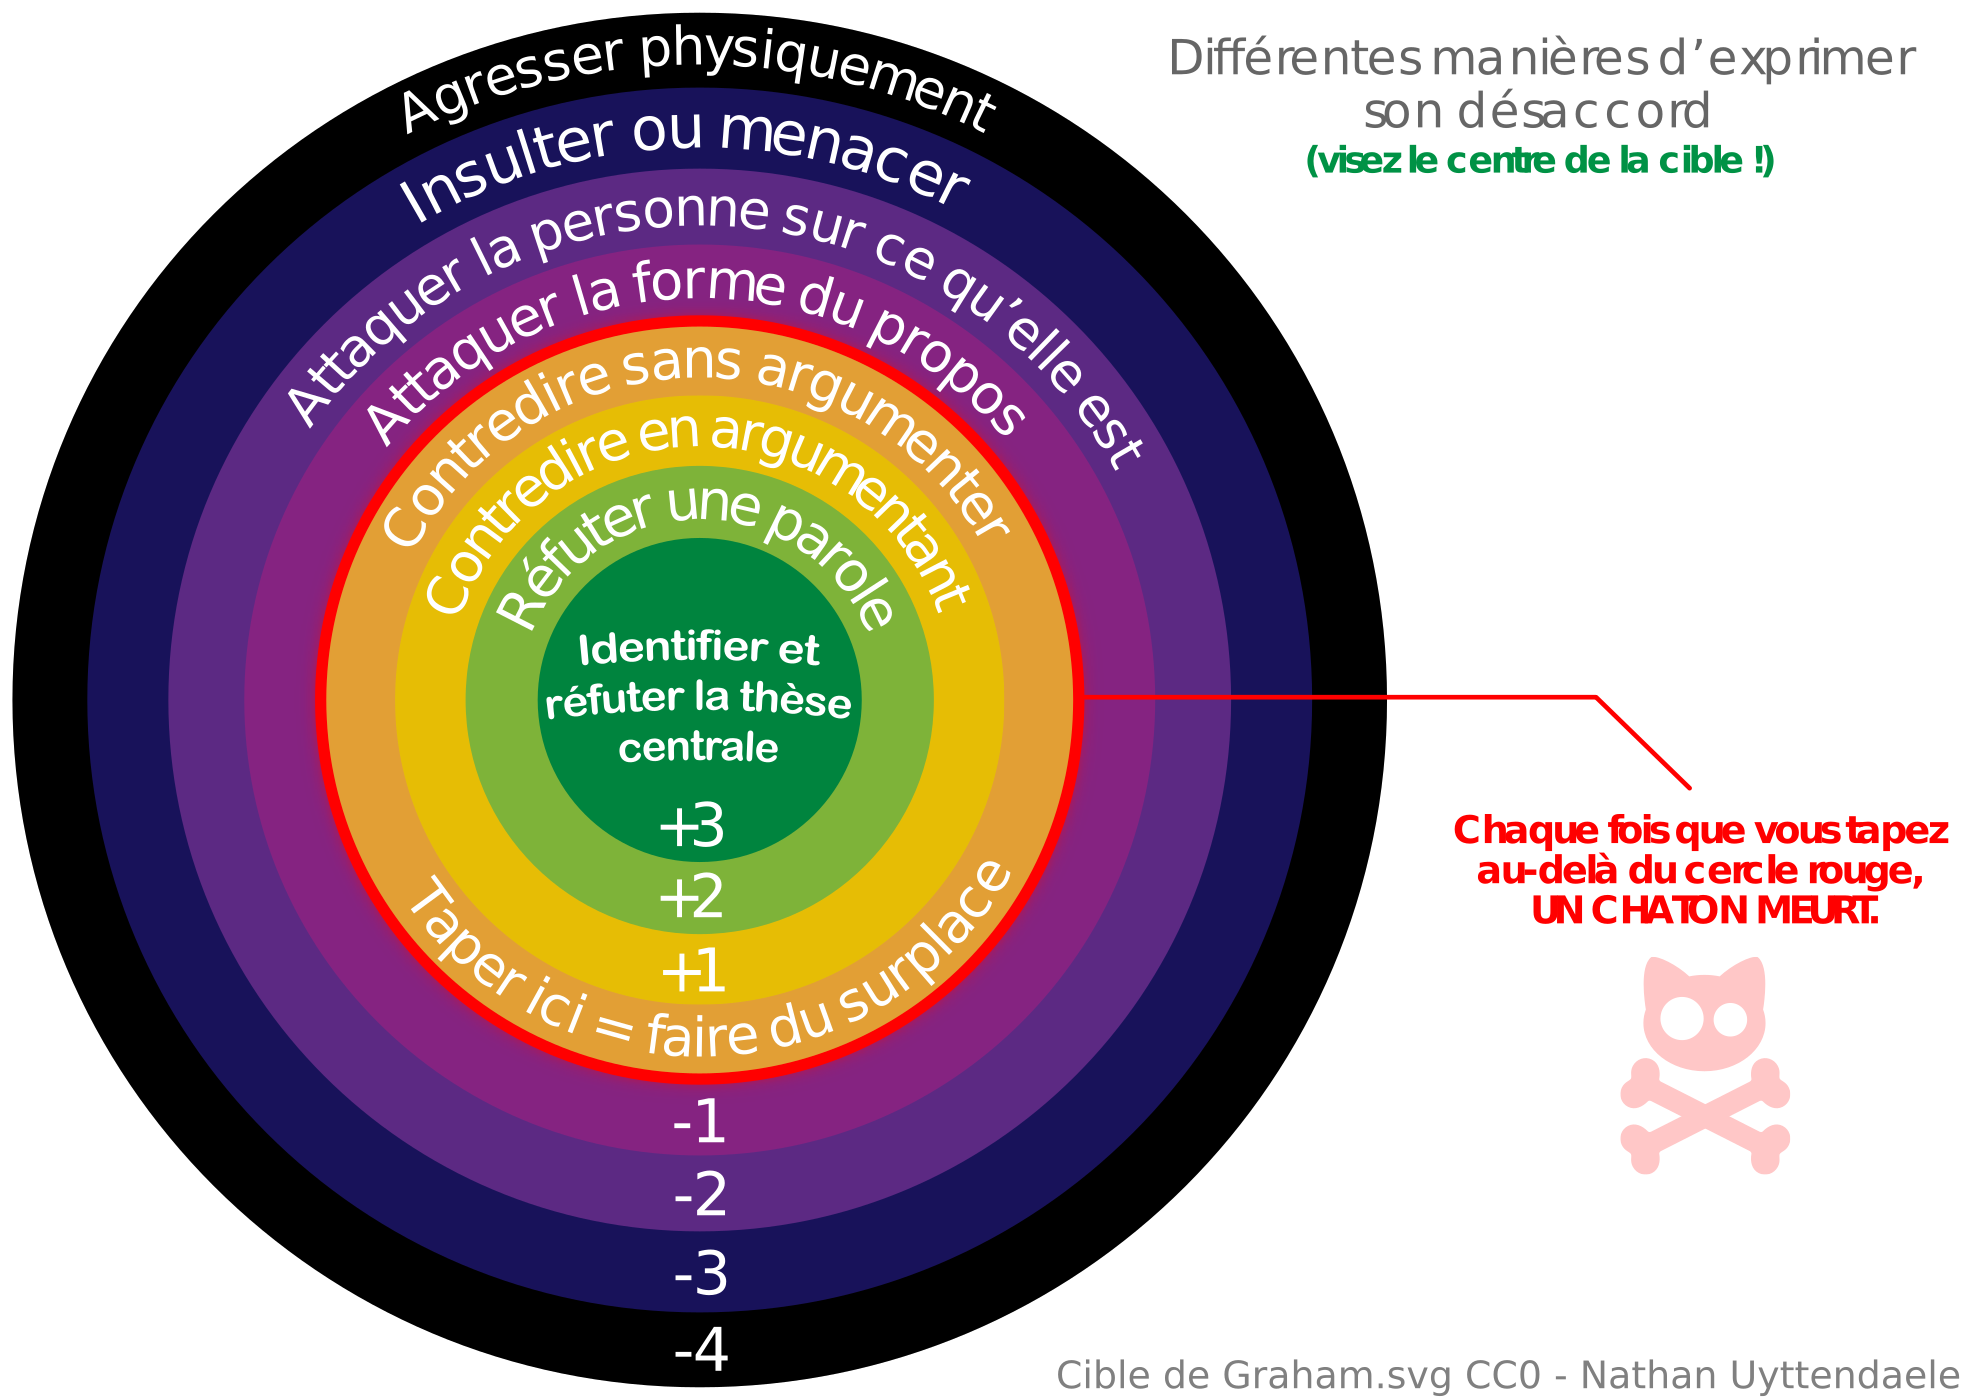 Différentes manières d’exprimer
son désaccord
(visez le centre de la cible !)
Agresser physiquement
Insulter ou menacer
Attaquer la personne sur ce qu’elle est
Attaquer la forme du propos
Contredire sans argumenter
Contredire en argumentant
Réfuter une parole
Identifier et
réfuter la thèse
centrale
+3
+2
+1
Taper ici = faire du surplace
-1
-2
-3
-4
Chaque fois que vous tapez
au-delà du cercle rouge,
UN CHATON MEURT.
Cible de Graham.svg CC0 - Nathan Uyttendaele